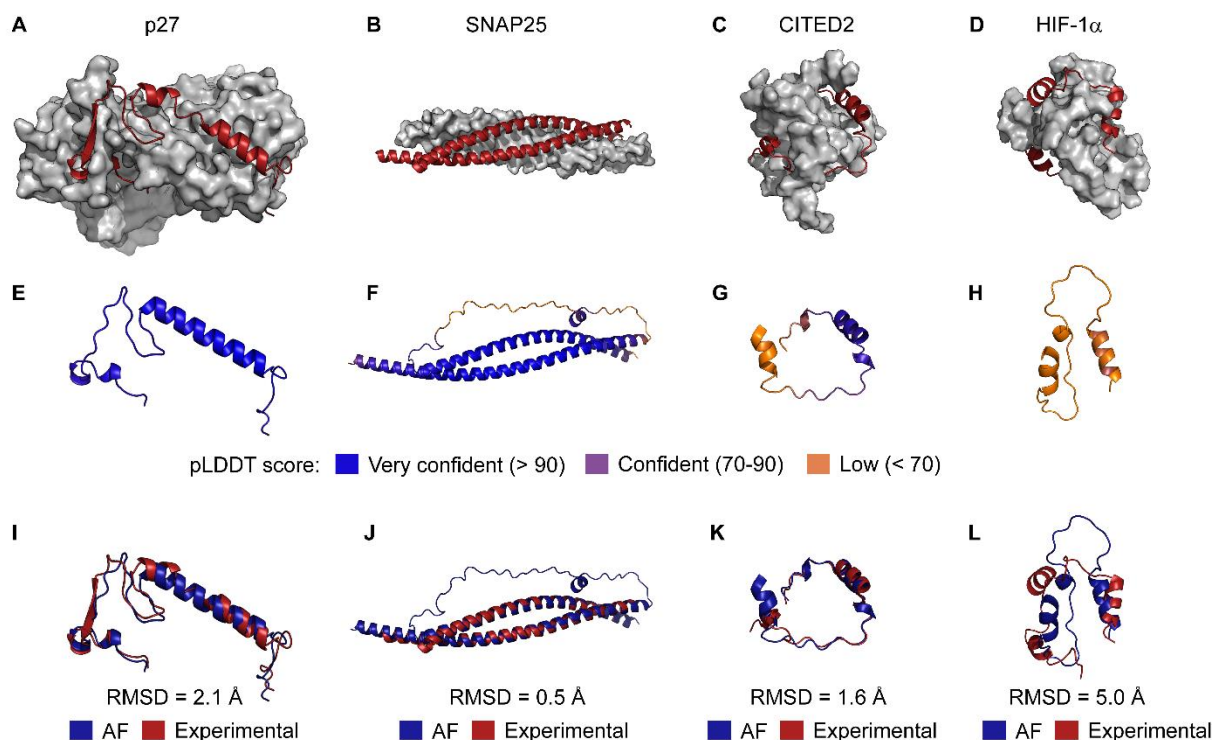 A p27 B SNAP25 C CITED2 D HIF-1α
E F G H
pLDDT score: Very confident (> 90) Confident (70-90) Low (< 70)
I J K L
RMSD = 2.1 Å RMSD = 0.5 Å RMSD = 1.6 Å RMSD = 5.0 Å
AF Experimental AF Experimental AF Experimental AF Experimental